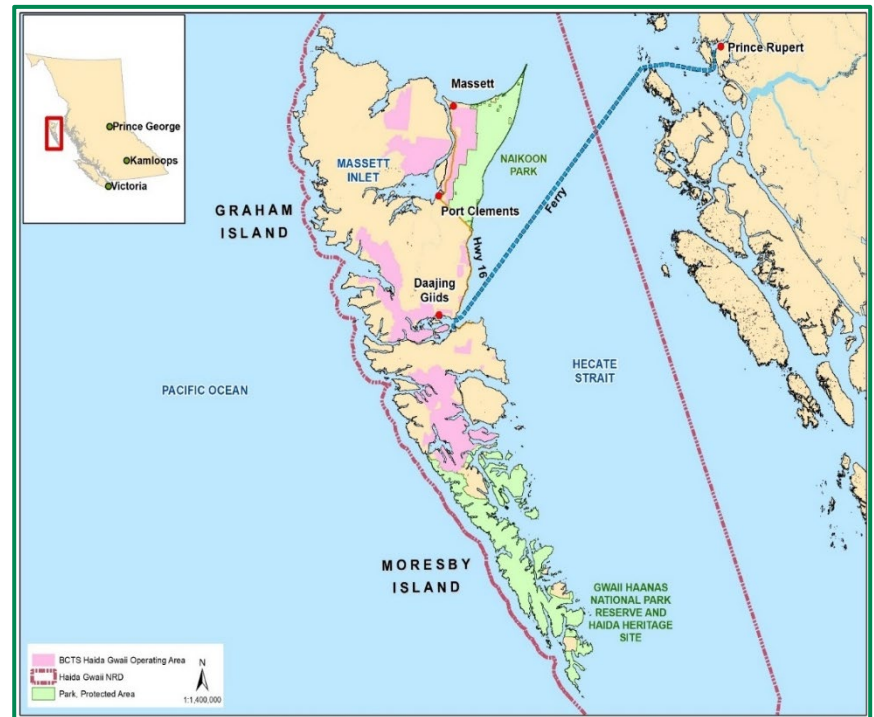 Prince George
Kamloops
Victoria
Prince Rupert
Massett
NAIKOON
PARK
MASSETT
INLET
Port Clements
GRAHAM
ISLAND
Ferry
Hwy 16
Daajing
Giids
HECATE
STRAIT
PACIFIC OCEAN
MORESBY
ISLAND
GWAII HAANAS
NATIONAL PARK
RESERVE AND
HAIDA HERITAGE
SITE
BCTS Haida Gwaii Operating Area
Haida Gwaii NRD
Park, Protected Area
N
1:1,400,000